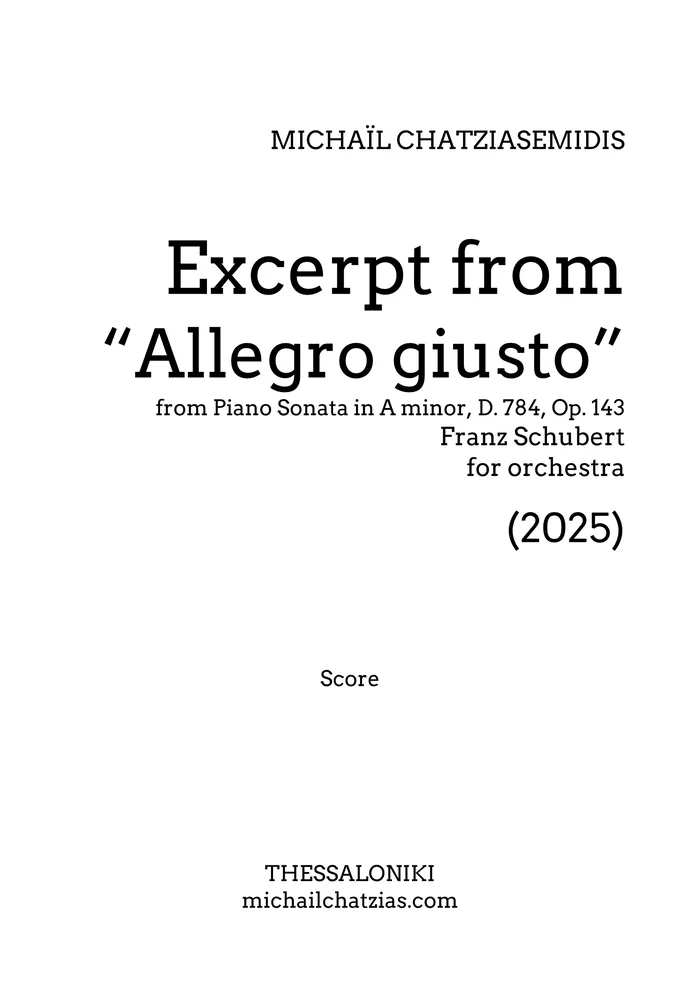 MICHAÏL CHATZIASEMIDIS
Excerpt from
“Allegro giusto”
from Piano Sonata in A minor, D. 784, Op. 143
Franz Schubert
for orchestra
(2025)
Score
THESSALONIKI
michailchatzias.com